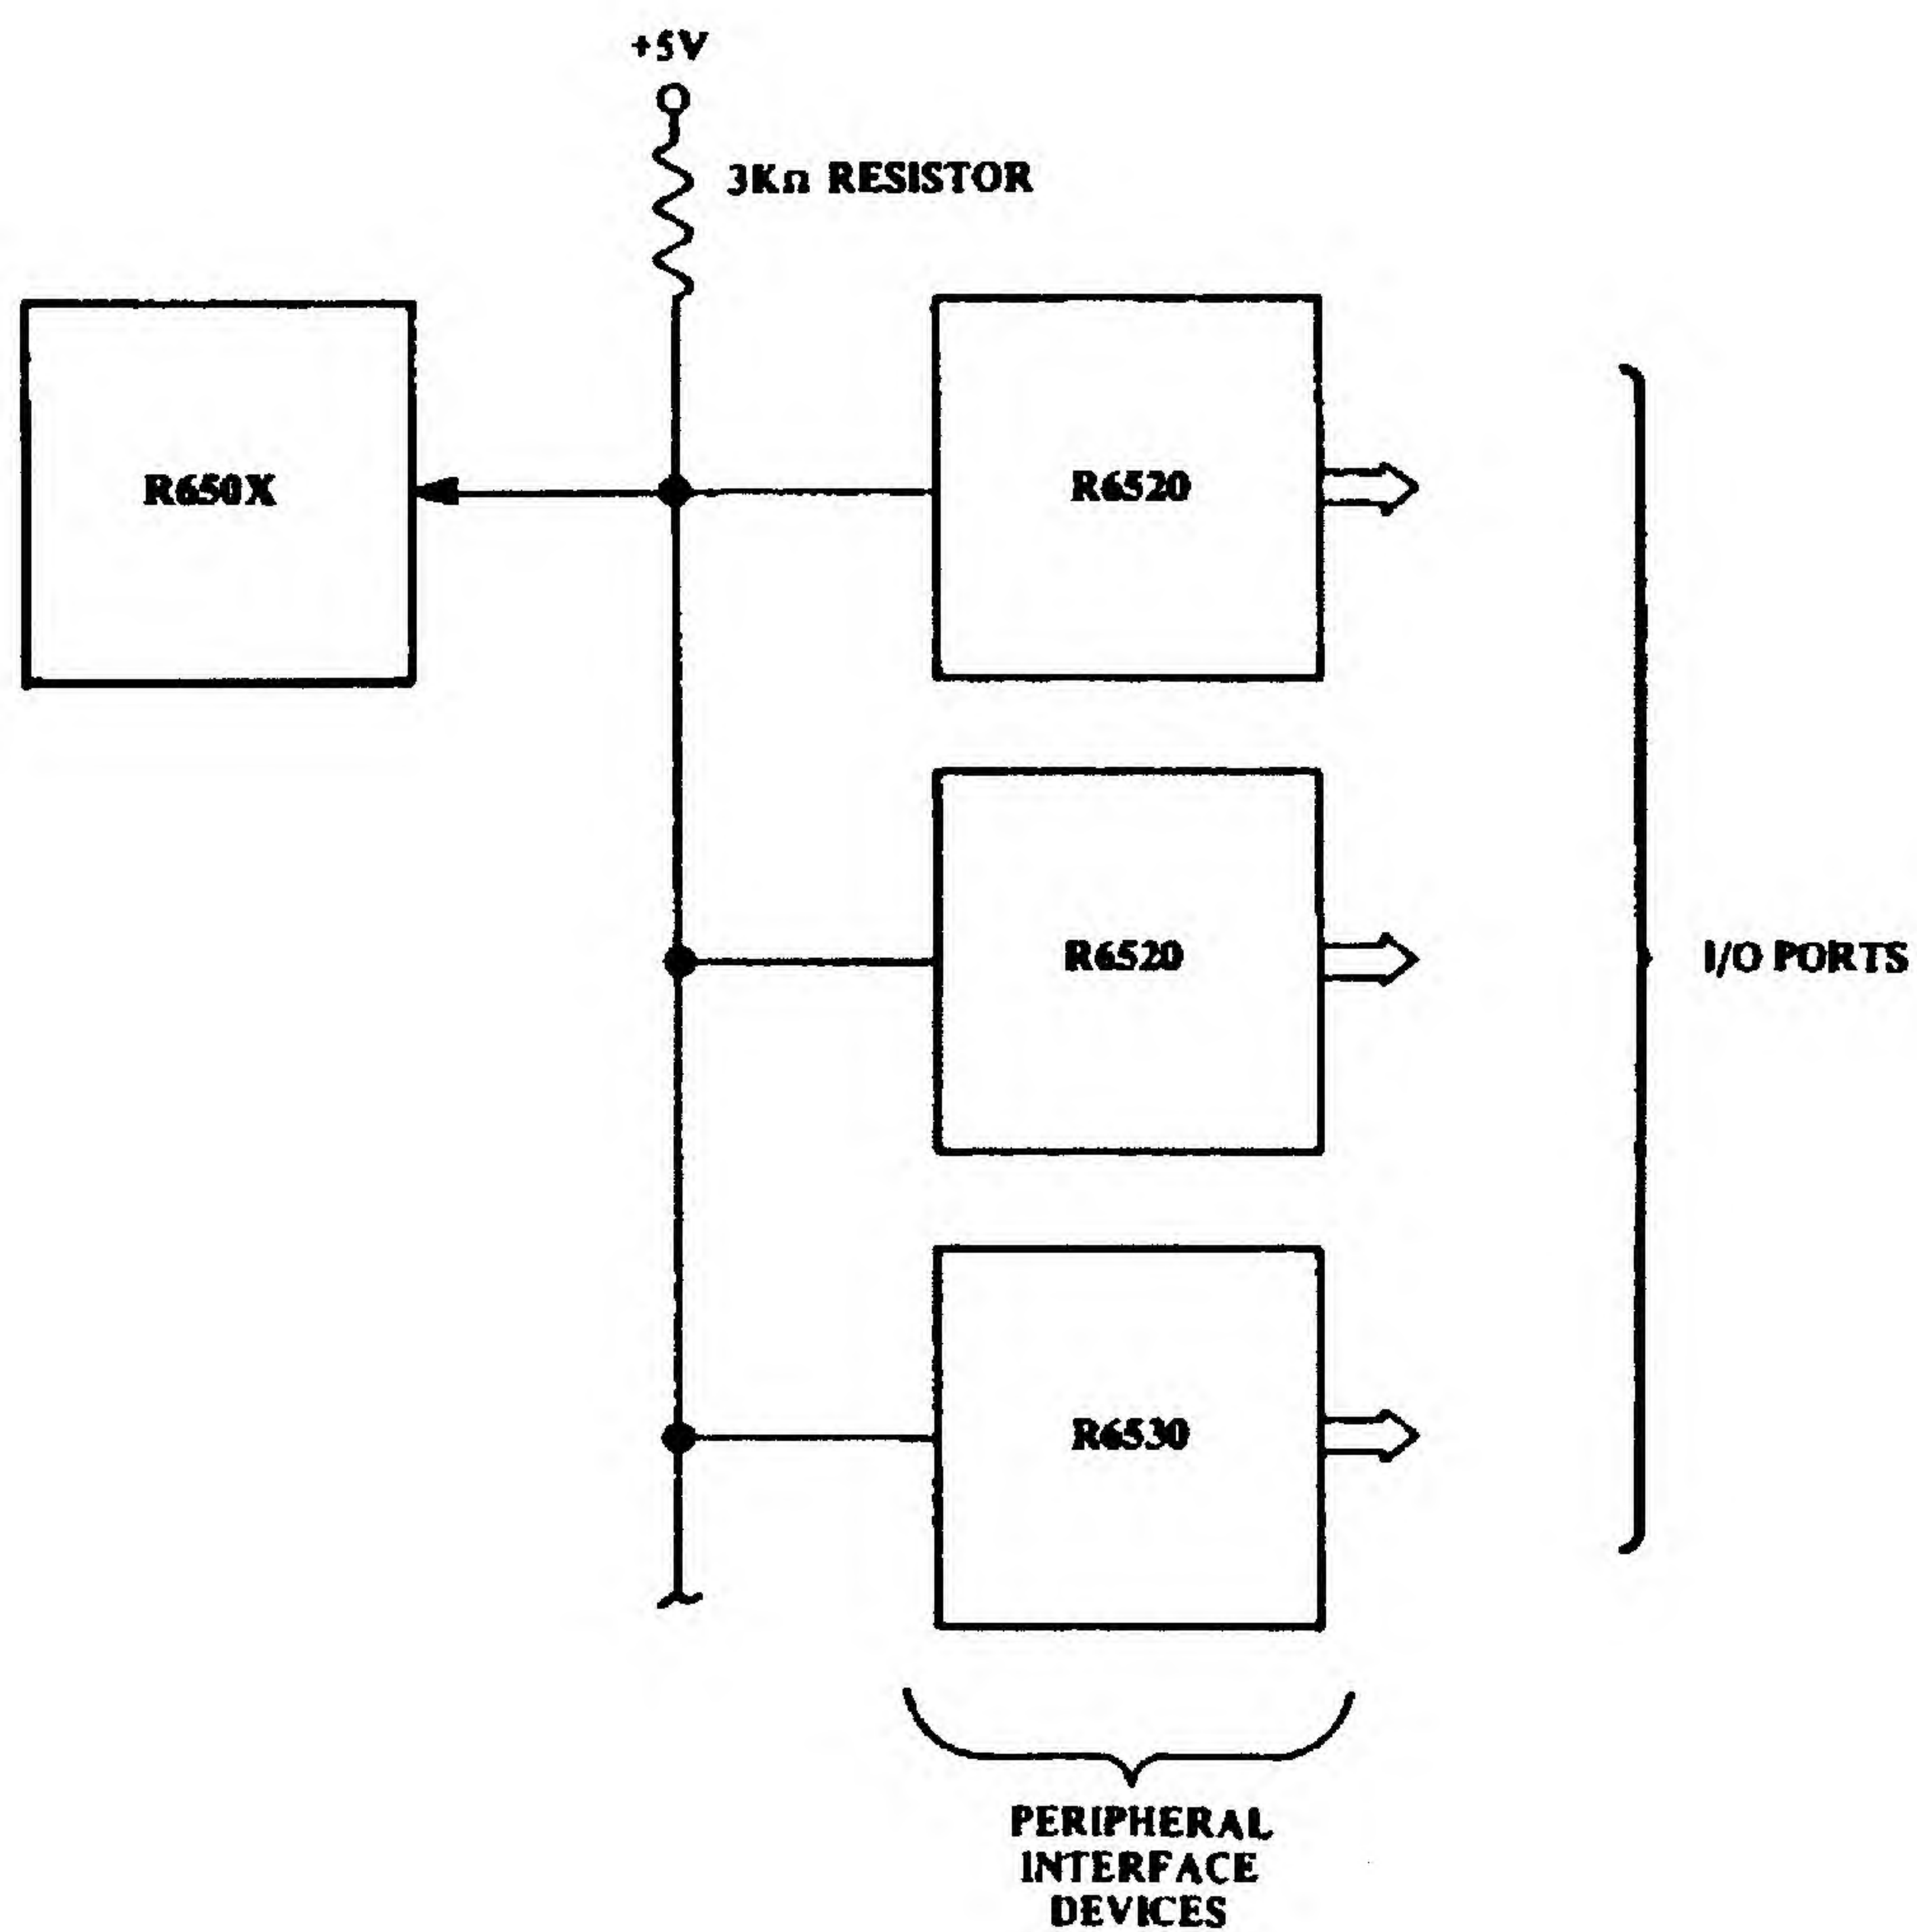 +5V
3KΩ RESISTOR
R650X
R6520
R6520
I/O PORTS
R6530
PERIPHERAL
INTERFACE
DEVICES